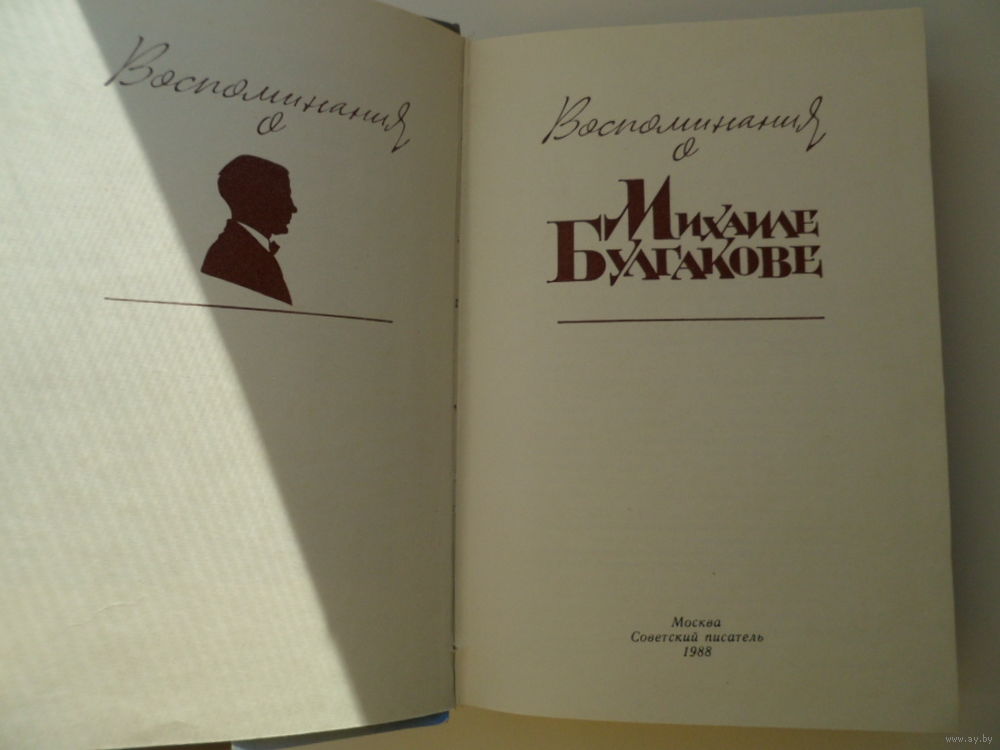 Воспоминания
о
Воспоминания
о
Михаиле
Булгакове
Москва
Советский писатель
1988
www.ay.by